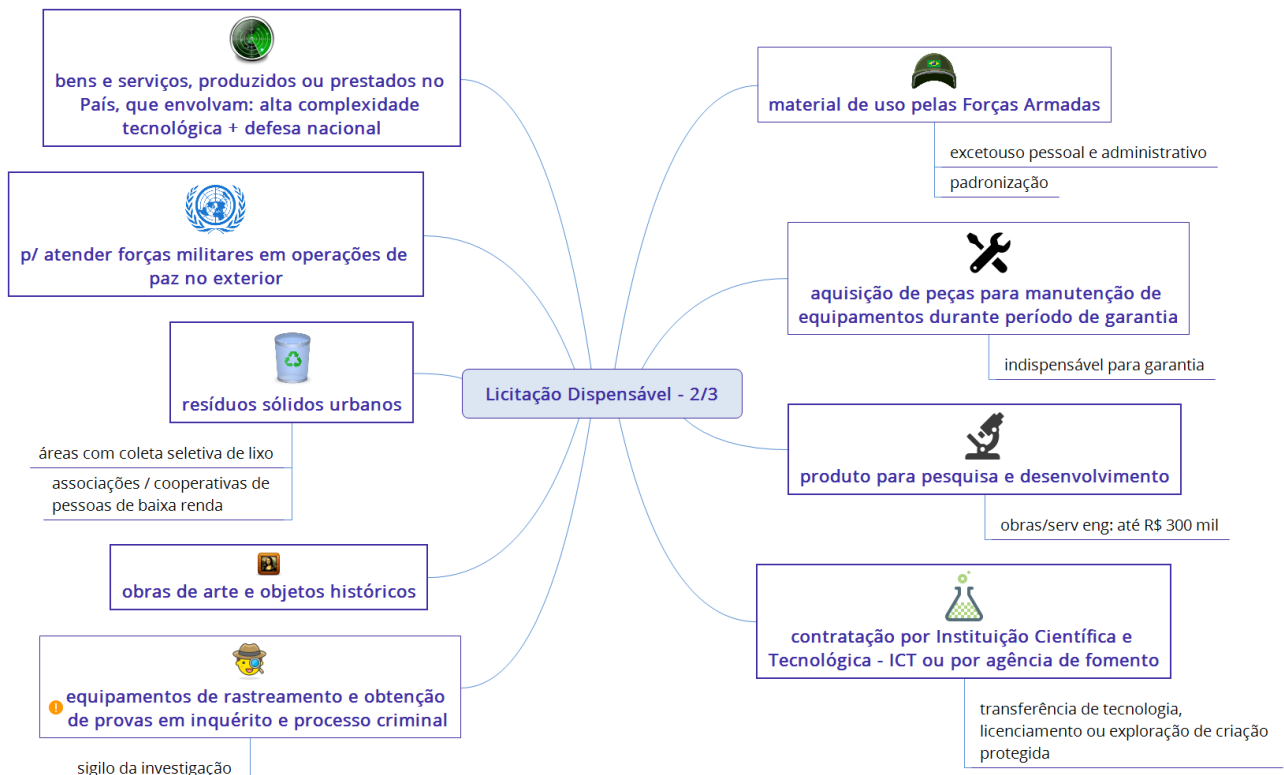 bens e serviços, produzidos ou prestados no
País, que envolvam: alta complexidade
tecnológica + defesa nacional
p/ atender forças militares em operações de
paz no exterior
resíduos sólidos urbanos
áreas com coleta seletiva de lixo
associações / cooperativas de
pessoas de baixa renda
obras de arte e objetos históricos
equipamentos de rastreamento e obtenção
de provas em inquérito e processo criminal
sigilo da investigação
Licitação Dispensável - 2/3
material de uso pelas Forças Armadas
excetouso pessoal e administrativo
padronização
aquisição de peças para manutenção de
equipamentos durante período de garantia
indispensável para garantia
produto para pesquisa e desenvolvimento
obras/serv eng: até R$ 300 mil
contratação por Instituição Científica e
Tecnológica - ICT ou por agência de fomento
transferência de tecnologia,
licenciamento ou exploração de criação
protegida